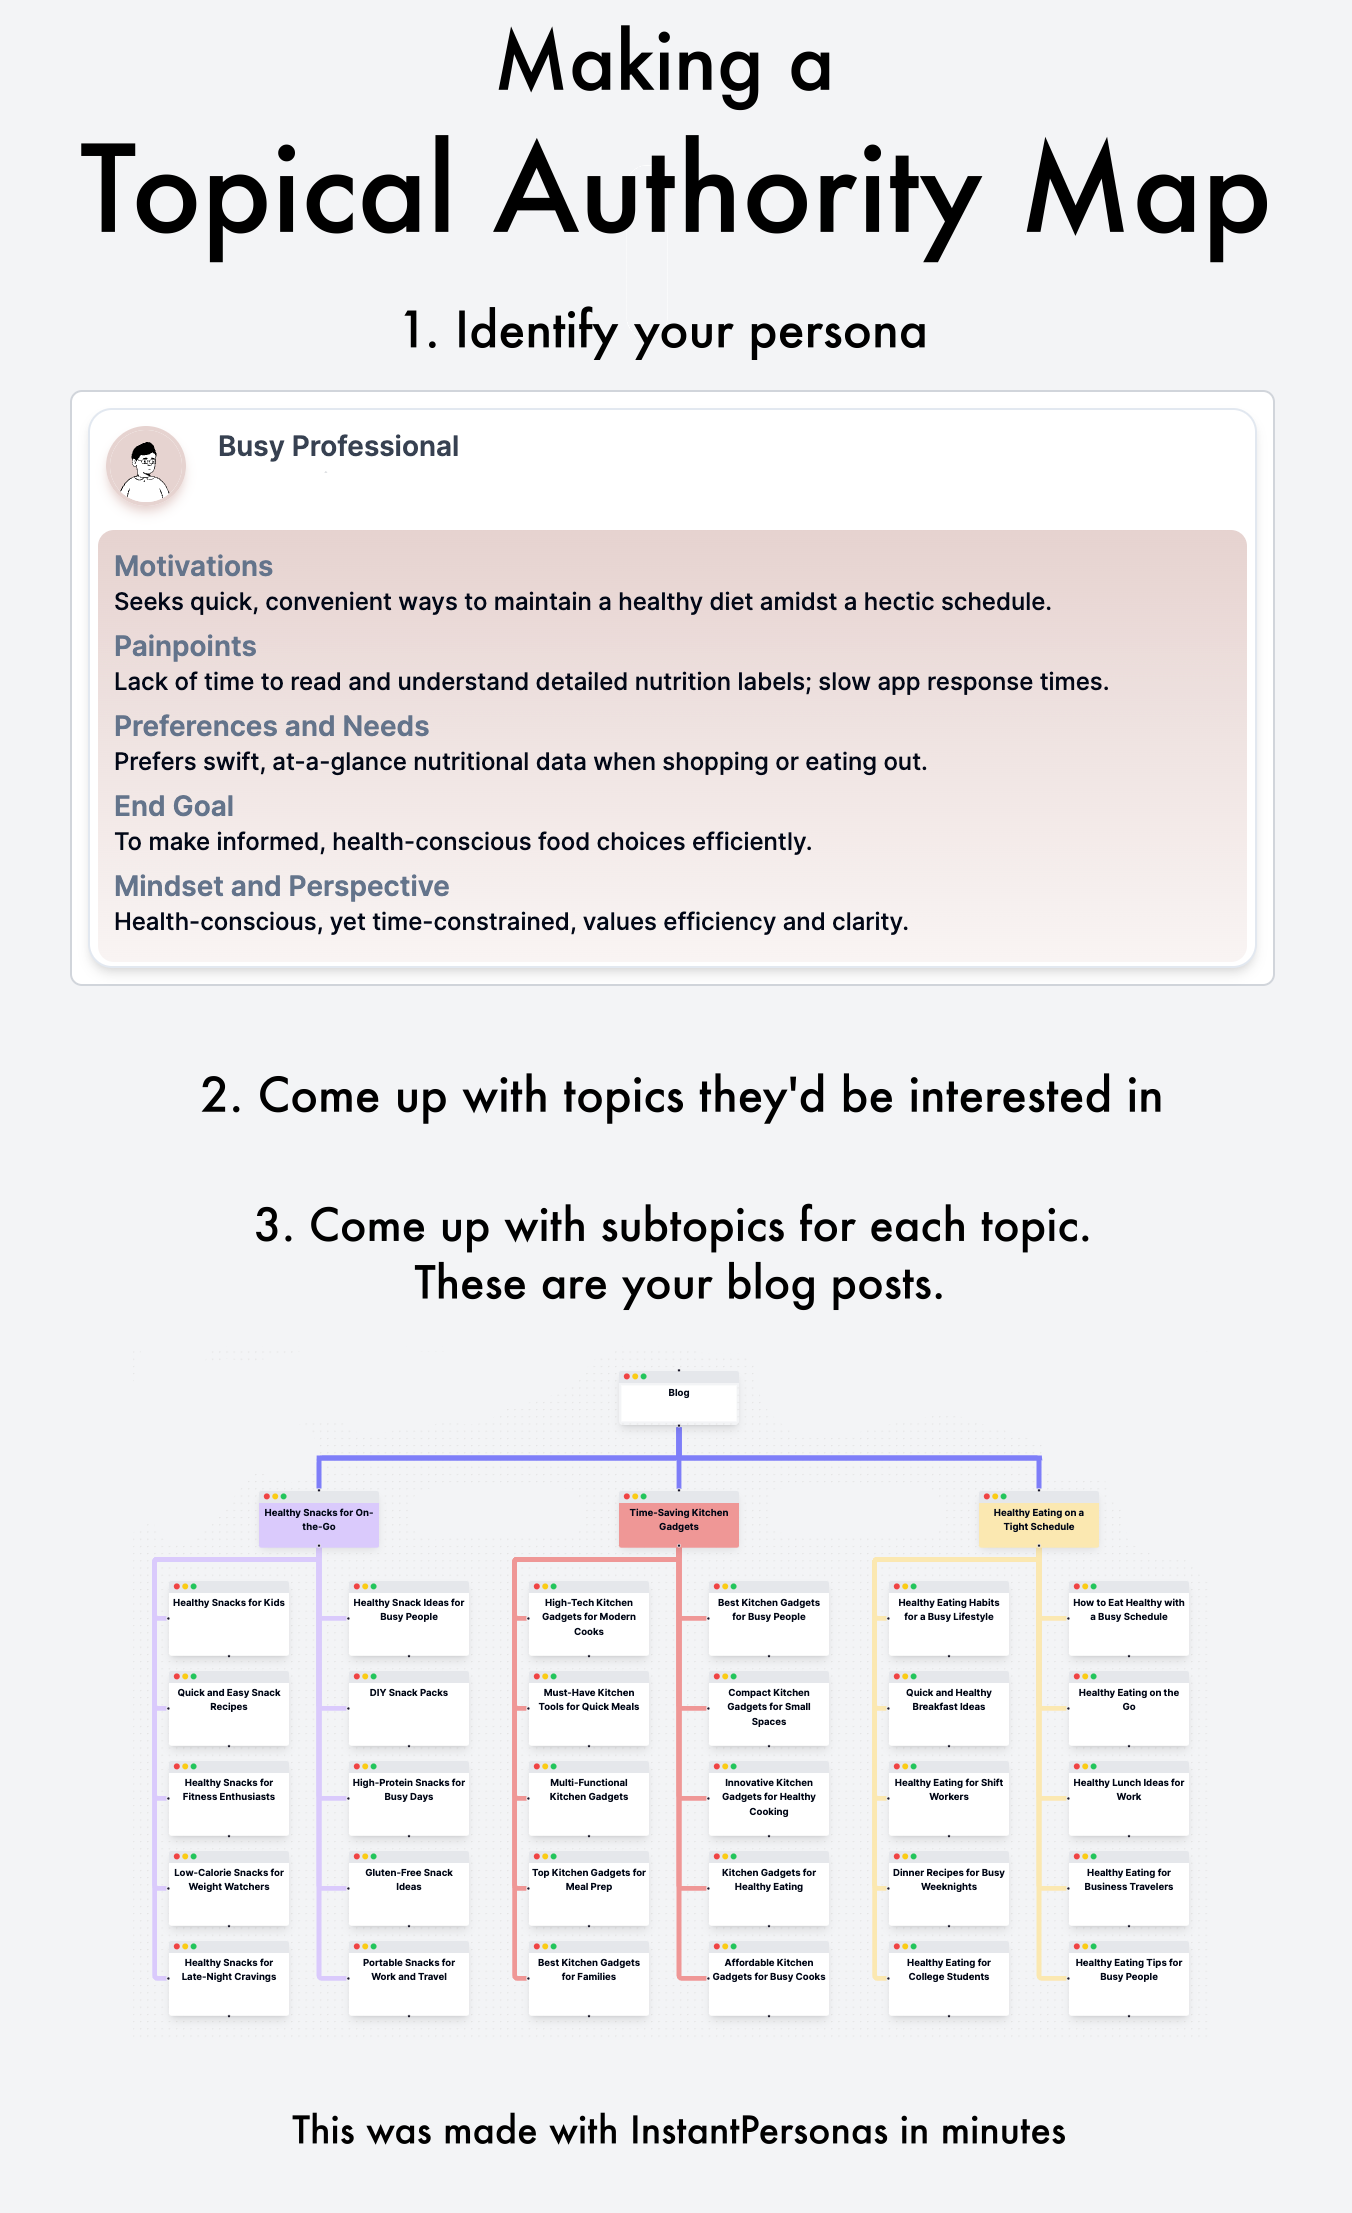 Making a
Topical Authority Map
1. Identify your persona
Busy Professional
Motivations
Seeks quick, convenient ways to maintain a healthy diet amidst a hectic schedule.
Painpoints
Lack of time to read and understand detailed nutrition labels; slow app response times.
Preferences and Needs
Prefers swift, at-a-glance nutritional data when shopping or eating out.
End Goal
To make informed, health-conscious food choices efficiently.
Mindset and Perspective
Health-conscious, yet time-constrained, values efficiency and clarity.
2. Come up with topics they'd be interested in
3. Come up with subtopics for each topic.
These are your blog posts.
Blog
Healthy Snacks for On-
the-Go
Time-Saving Kitchen
Gadgets
Healthy Eating on a
Tight Schedule
Healthy Snacks for Kids
Healthy Snack Ideas for
Busy People
High-Tech Kitchen
Gadgets for Modern
Cooks
Best Kitchen Gadgets
for Busy People
Healthy Eating Habits
for a Busy Lifestyle
How to Eat Healthy with
a Busy Schedule
Quick and Easy Snack
Recipes
DIY Snack Packs
Must-Have Kitchen
Tools for Quick Meals
Compact Kitchen
Gadgets for Small
Spaces
Quick and Healthy
Breakfast Ideas
Healthy Eating on the
Go
Healthy Snacks for
Fitness Enthusiasts
High-Protein Snacks for
Busy Days
Multi-Functional
Kitchen Gadgets
Innovative Kitchen
Gadgets for Healthy
Cooking
Healthy Eating for Shift
Workers
Healthy Lunch Ideas for
Work
Low-Calorie Snacks for
Weight Watchers
Gluten-Free Snack
Ideas
Top Kitchen Gadgets for
Meal Prep
Kitchen Gadgets for
Healthy Eating
Dinner Recipes for Busy
Weeknights
Healthy Eating for
Business Travelers
Healthy Snacks for
Late-Night Cravings
Portable Snacks for
Work and Travel
Best Kitchen Gadgets
for Families
Affordable Kitchen
Gadgets for Busy Cooks
Healthy Eating for
College Students
Healthy Eating Tips for
Busy People
This was made with InstantPersonas in minutes